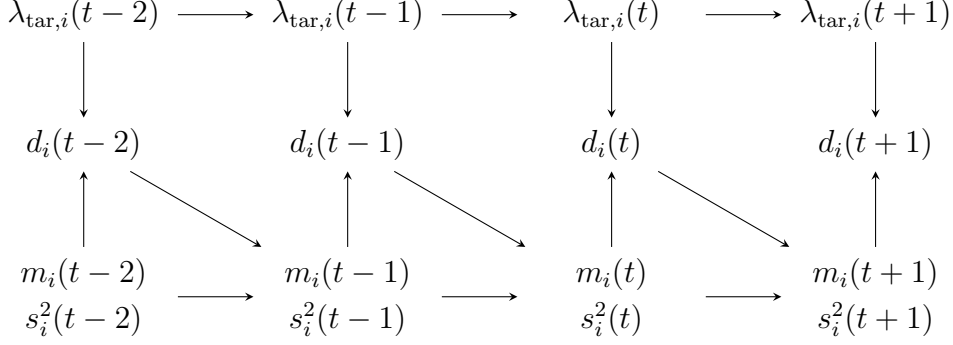 λ_tar,i(t−2) λ_tar,i(t−1) λ_tar,i(t) λ_tar,i(t+1)
d_i(t−2) d_i(t−1) d_i(t) d_i(t+1)
m_i(t−2) m_i(t−1) m_i(t) m_i(t+1)
s_i^2(t−2) s_i^2(t−1) s_i^2(t) s_i^2(t+1)